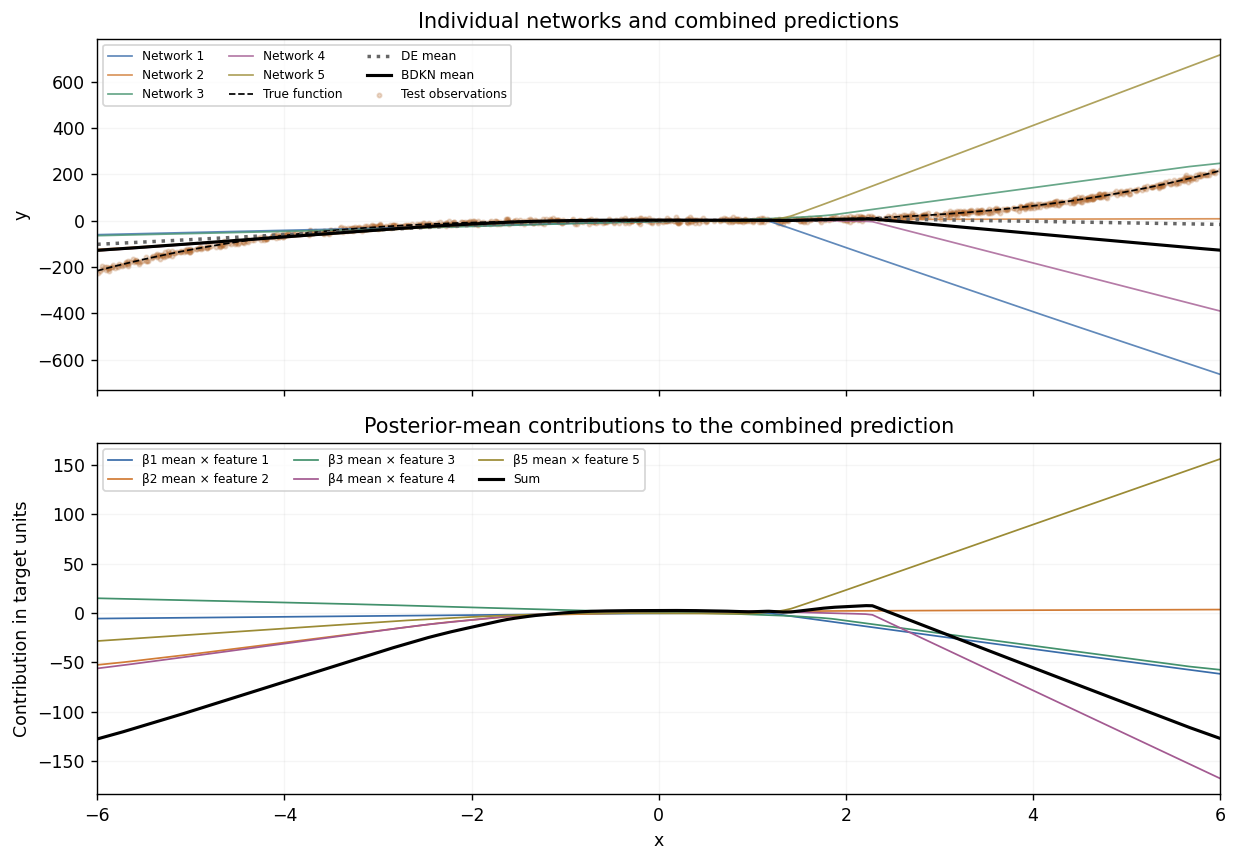 Individual networks and combined predictions
Network 1
Network 2
Network 3
Network 4
Network 5
True function
DE mean
BDKN mean
Test observations
y
600
400
200
0
−200
−400
−600
Posterior-mean contributions to the combined prediction
β1 mean × feature 1
β2 mean × feature 2
β3 mean × feature 3
β4 mean × feature 4
β5 mean × feature 5
Sum
Contribution in target units
150
100
50
0
−50
−100
−150
−6
−4
−2
0
2
4
6
x